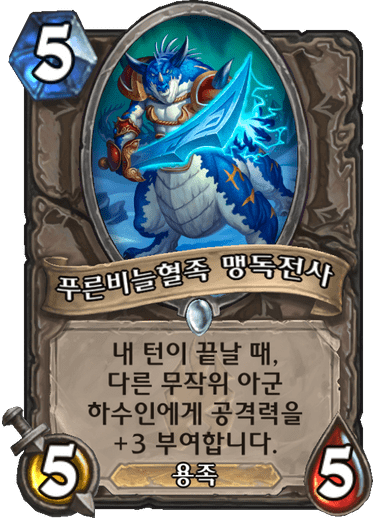 5
푸른비늘혈족 맹독전사
내 턴이 끝날 때,
다른 무작위 아군
하수인에게 공격력을
+3 부여합니다.
5
용족
5